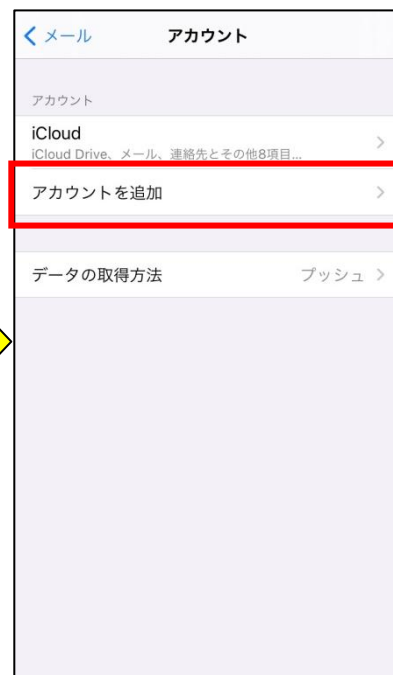 メール
アカウント
アカウント
iCloud
iCloud Drive、メール、連絡先とその他8項目...
アカウントを追加
データの取得方法 プッシュ